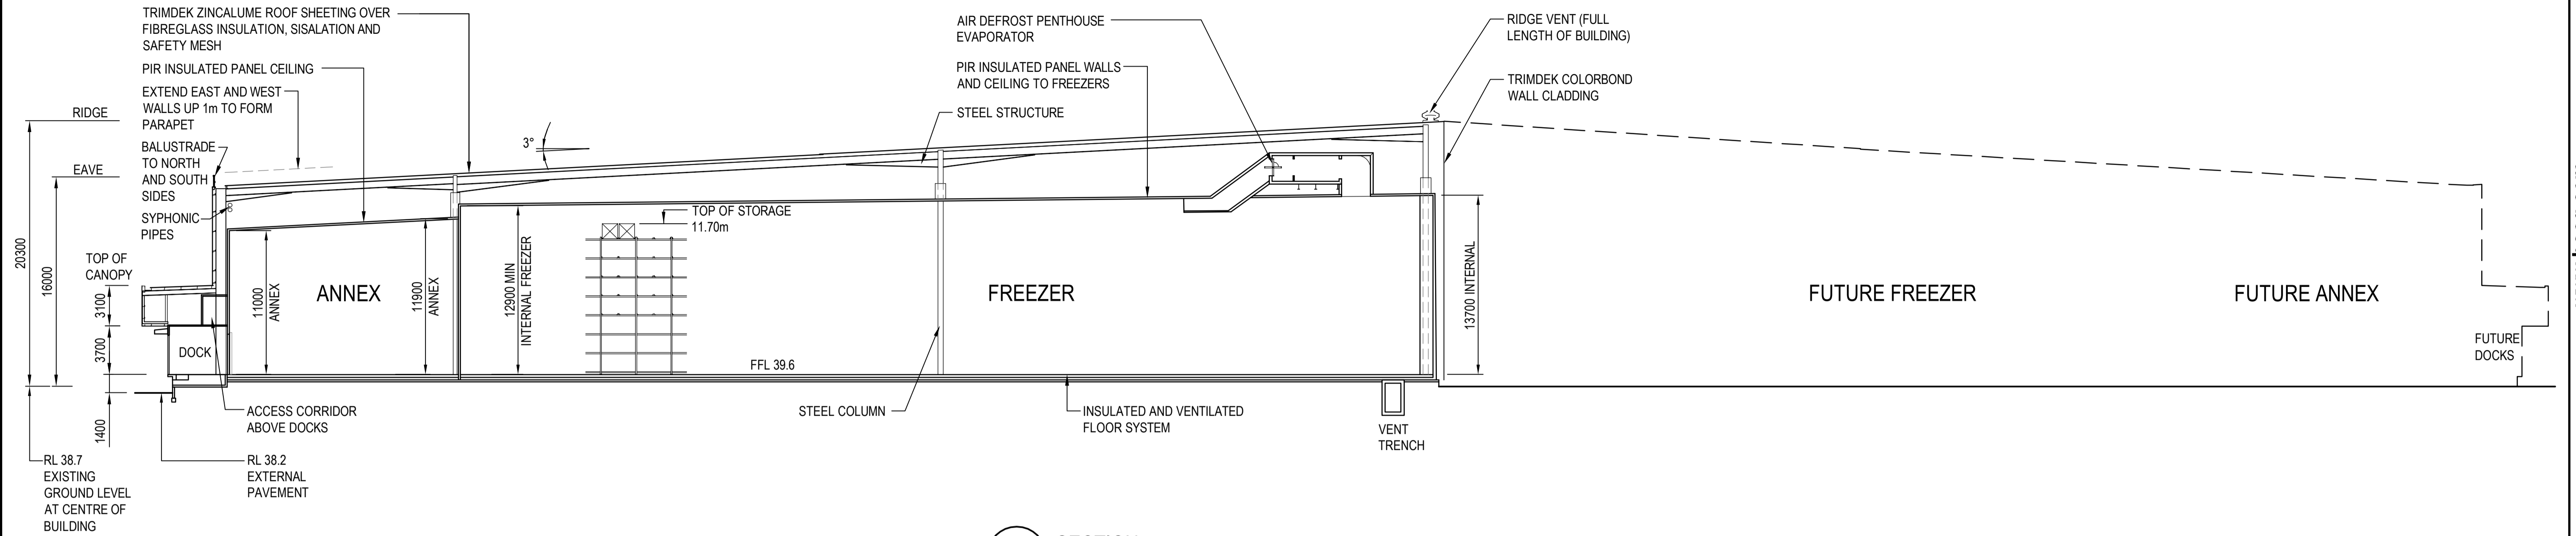 TRIMDEK ZINCALUME ROOF SHEETING OVER
FIBREGLASS INSULATION, SISALATION AND
SAFETY MESH
PIR INSULATED PANEL CEILING
EXTEND EAST AND WEST
WALLS UP 1m TO FORM
PARAPET
RIDGE
BALUSTRADE
TO NORTH
AND SOUTH
SIDES
EAVE
SYPHONIC
PIPES
TOP OF
CANOPY
20300
16000
3100
3700
1400
DOCK
11000
ANNEX
ANNEX
11900
ANNEX
3°
12900 MIN
INTERNAL FREEZER
TOP OF STORAGE
11.70m
FFL 39.6
AIR DEFROST PENTHOUSE
EVAPORATOR
PIR INSULATED PANEL WALLS
AND CEILING TO FREEZERS
STEEL STRUCTURE
FREEZER
RIDGE VENT (FULL
LENGTH OF BUILDING)
TRIMDEK COLORBOND
WALL CLADDING
13700 INTERNAL
FUTURE FREEZER
FUTURE ANNEX
FUTURE
DOCKS
ACCESS CORRIDOR
ABOVE DOCKS
STEEL COLUMN
INSULATED AND VENTILATED
FLOOR SYSTEM
VENT
TRENCH
RL 38.7
EXISTING
GROUND LEVEL
AT CENTRE OF
BUILDING
RL 38.2
EXTERNAL
PAVEMENT